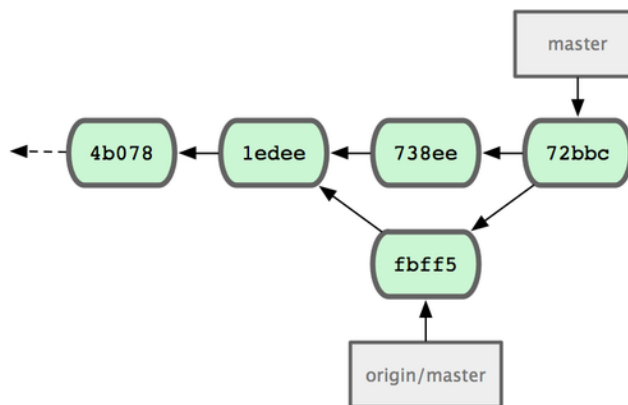 master
4b078
1edee
738ee
72bbc
fbff5
origin/master